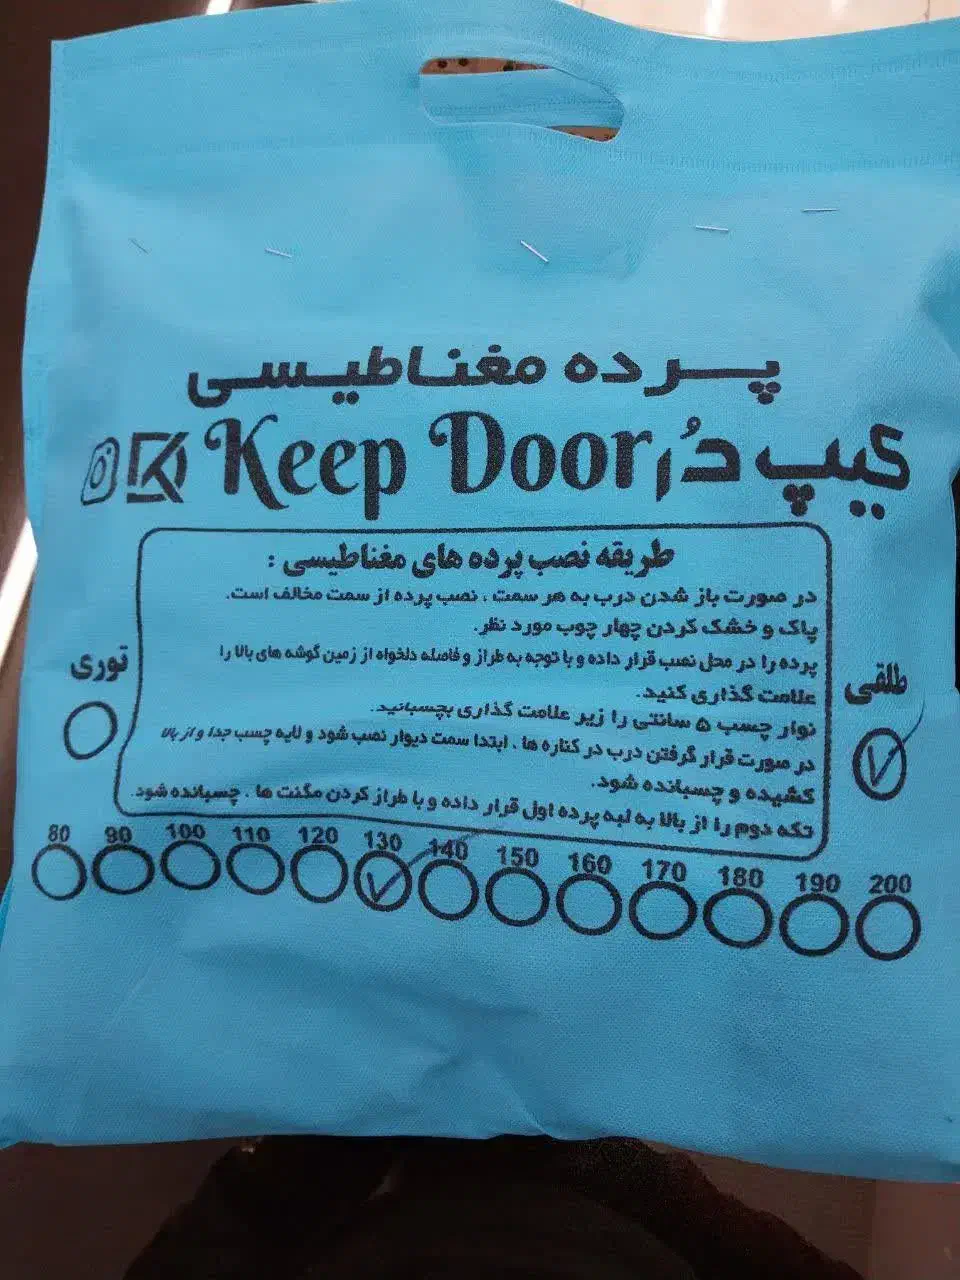 پرده مغناطیسی
کیپ دُر Keep Door
طریقه نصب پرده های مغناطیسی :
در صورت باز شدن درب به هر سمت ، نصب پرده از سمت مخالف است.
پاک و خشک کردن چهار چوب مورد نظر.
پرده را در محل نصب قرار داده و با توجه به طراز و فاصله دلخواه از زمین گوشه های بالا را
علامت گذاری کنید.
نوار چسب ۵ سانتی را زیر علامت گذاری بچسبانید.
در صورت قرار گرفتن درب در کناره ها ، ابتدا سمت دیوار نصب شود و لایه چسب جدا و از بالا
کشیده و چسبانده شود.
تکه دوم را از بالا به لبه پرده اول قرار داده و با طراز کردن مگنت ها ، چسبانده شود.
طلقی
توری
80 90 100 110 120 130 140 150 160 170 180 190 200